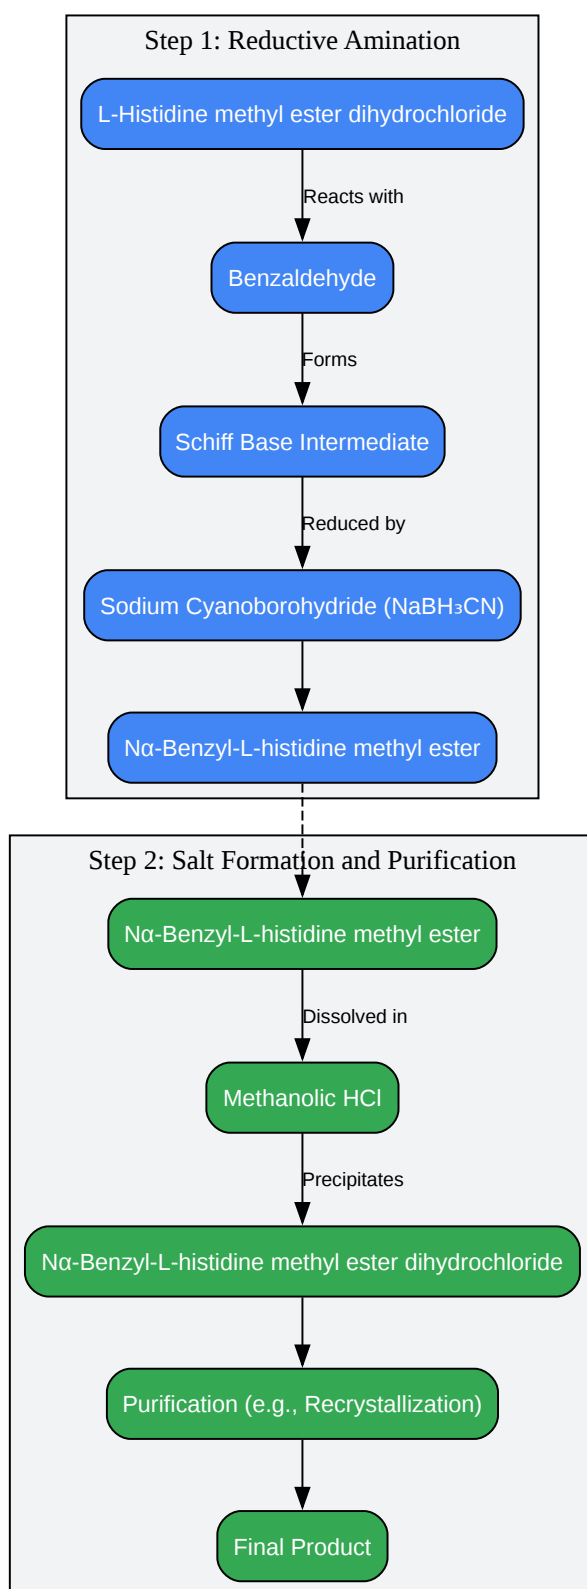 Step 1: Reductive Amination
L-Histidine methyl ester dihydrochloride
Reacts with
Benzaldehyde
Forms
Schiff Base Intermediate
Reduced by
Sodium Cyanoborohydride (NaBH₃CN)
Nα-Benzyl-L-histidine methyl ester
Step 2: Salt Formation and Purification
Nα-Benzyl-L-histidine methyl ester
Dissolved in
Methanolic HCl
Precipitates
Nα-Benzyl-L-histidine methyl ester dihydrochloride
Purification (e.g., Recrystallization)
Final Product